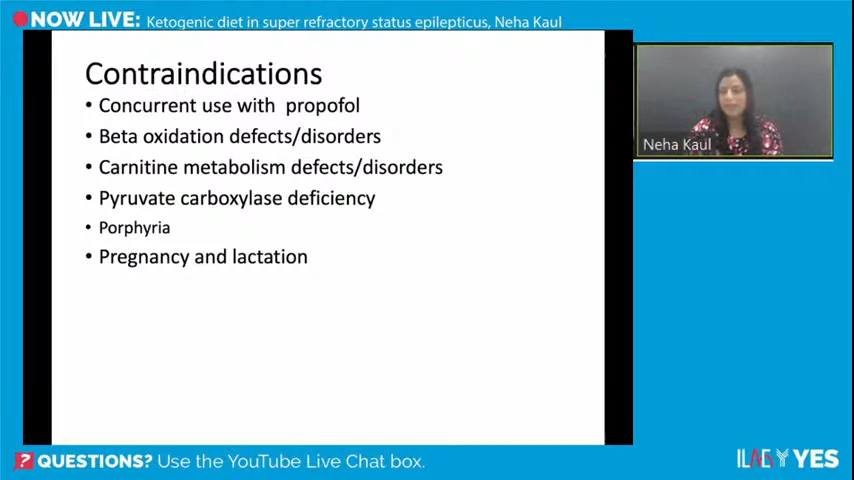 NOW LIVE: Ketogenic diet in super refractory status epilepticus, Neha Kaul
Contraindications
• Concurrent use with  propofol
• Beta oxidation defects/disorders
• Carnitine metabolism defects/disorders
• Pyruvate carboxylase deficiency
• Porphyria
• Pregnancy and lactation
Neha Kaul
? QUESTIONS? Use the YouTube Live Chat box.
ILAE YES